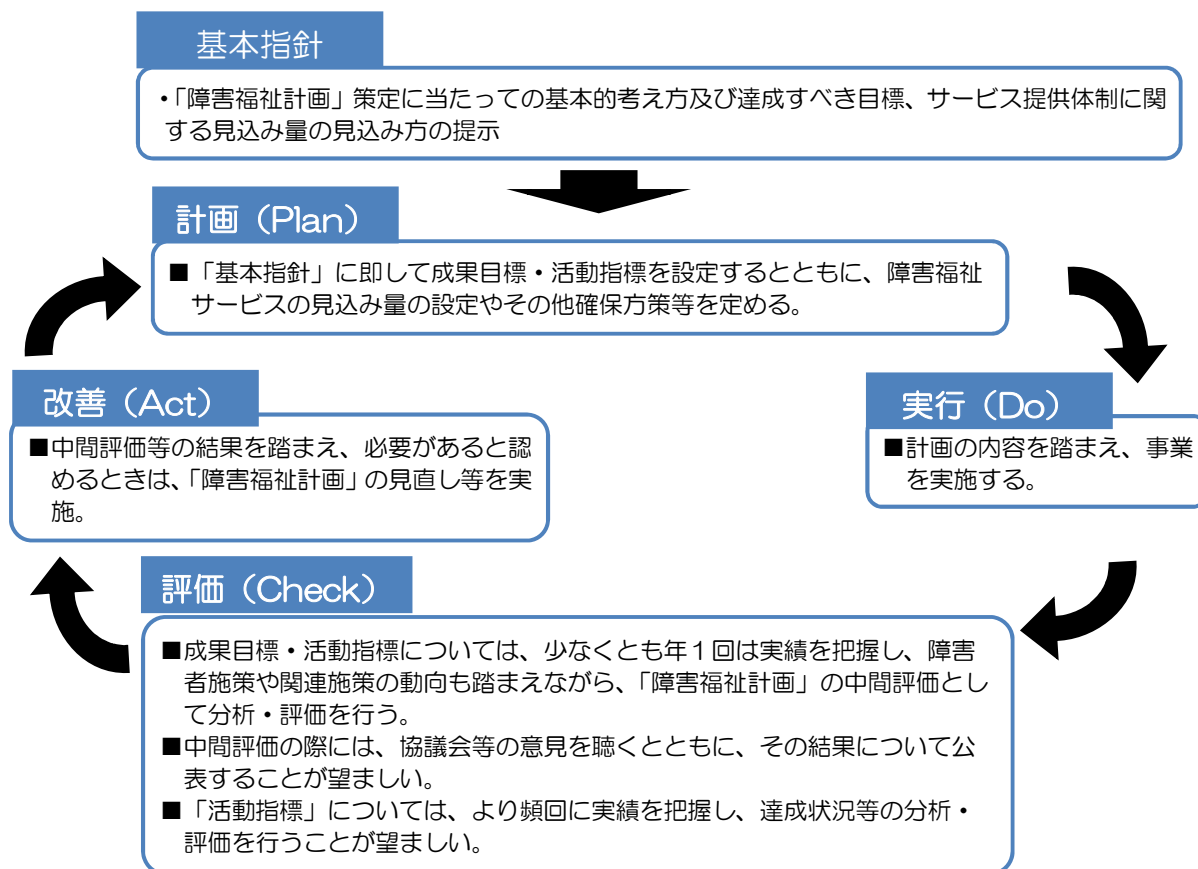 基本指針
・「障害福祉計画」策定に当たっての基本的考え方及び達成すべき目標、サービス提供体制に関
する見込み量の見込み方の提示
計画（Plan）
■「基本指針」に即して成果目標・活動指標を設定するとともに、障害福祉
サービスの見込み量の設定やその他確保方策等を定める。
改善（Act）
■中間評価等の結果を踏まえ、必要があると認
めるときは、「障害福祉計画」の見直し等を実
施。
実行（Do）
■計画の内容を踏まえ、事業
を実施する。
評価（Check）
■成果目標・活動指標については、少なくとも年１回は実績を把握し、障害
者施策や関連施策の動向も踏まえながら、「障害福祉計画」の中間評価とし
て分析・評価を行う。
■中間評価の際には、協議会等の意見を聴くとともに、その結果について公
表することが望ましい。
■「活動指標」については、より頻回に実績を把握し、達成状況等の分析・
評価を行うことが望ましい。